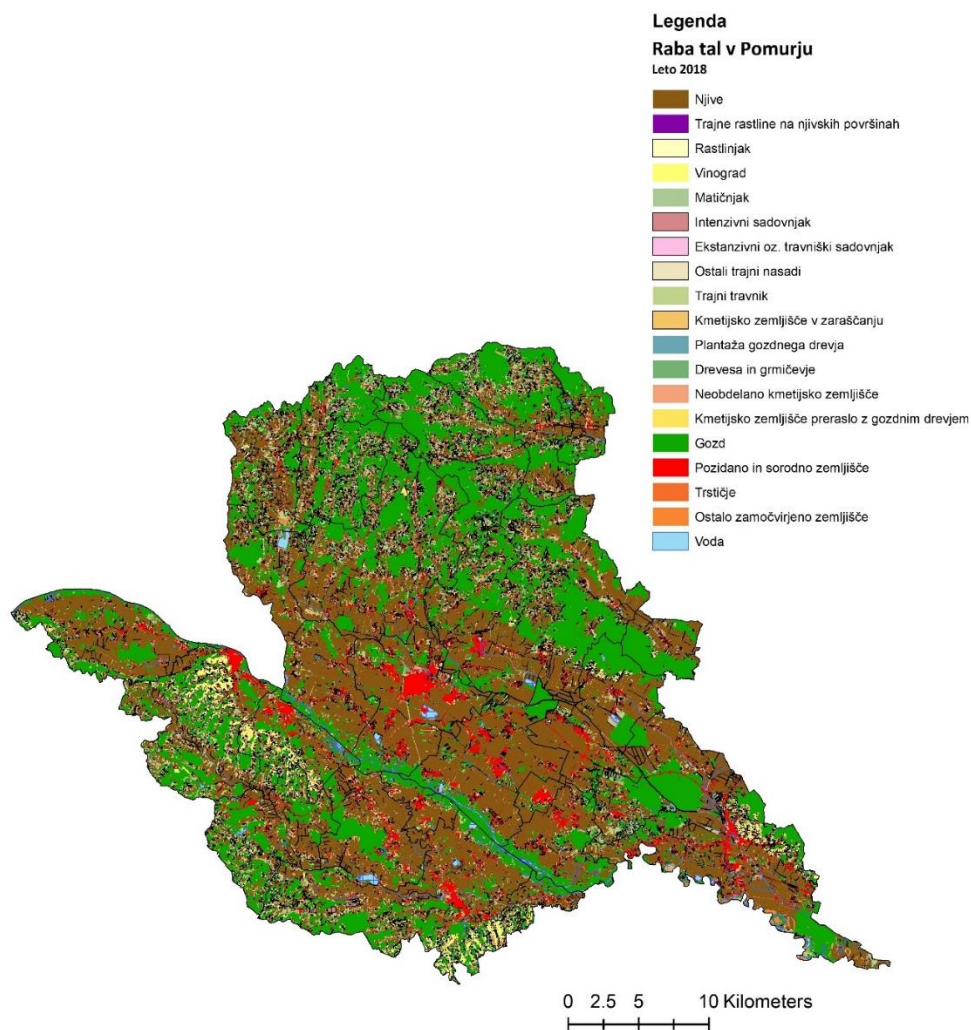 Legenda
Raba tal v Pomurju
Leto 2018
Njive
Trajne rastline na njivskih površinah
Rastlinjak
Vinograd
Matičnjak
Intenzivni sadovnjak
Ekstanzivni oz. travniški sadovnjak
Ostali trajni nasadi
Trajni travnik
Kmetijsko zemljišče v zaraščanju
Plantaža gozdnega drevja
Drevesa in grmičevje
Neobdelano kmetijsko zemljišče
Kmetijsko zemljišče preraslo z gozdnim drevjem
Gozd
Pozidano in sorodno zemljišče
Trstičje
Ostalo zamočvirjeno zemljišče
Voda
0 2.5 5 10 Kilometers